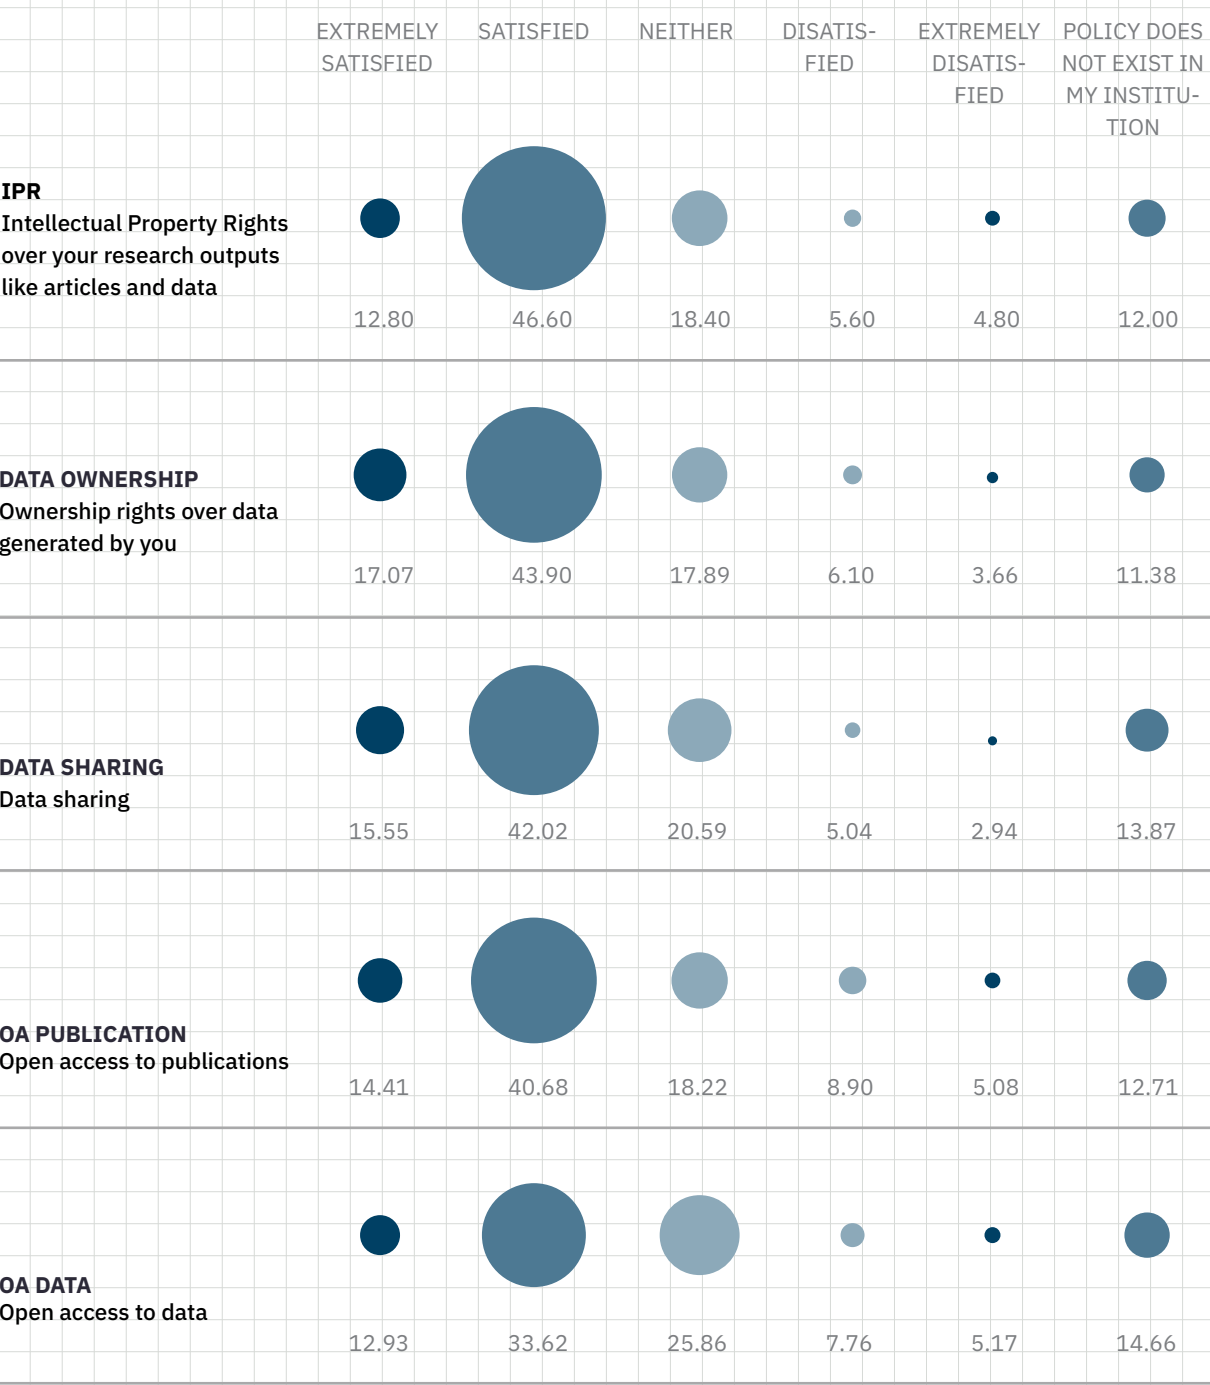 EXTREMELY
SATISFIED
SATISFIED
NEITHER
DISATIS-
FIED
EXTREMELY
DISATIS-
FIED
POLICY DOES
NOT EXIST IN
MY INSTITU-
TION
IPR
Intellectual Property Rights
over your research outputs
like articles and data
12.80 46.60 18.40 5.60 4.80 12.00
DATA OWNERSHIP
Ownership rights over data
generated by you
17.07 43.90 17.89 6.10 3.66 11.38
DATA SHARING
Data sharing
15.55 42.02 20.59 5.04 2.94 13.87
OA PUBLICATION
Open access to publications
14.41 40.68 18.22 8.90 5.08 12.71
OA DATA
Open access to data
12.93 33.62 25.86 7.76 5.17 14.66